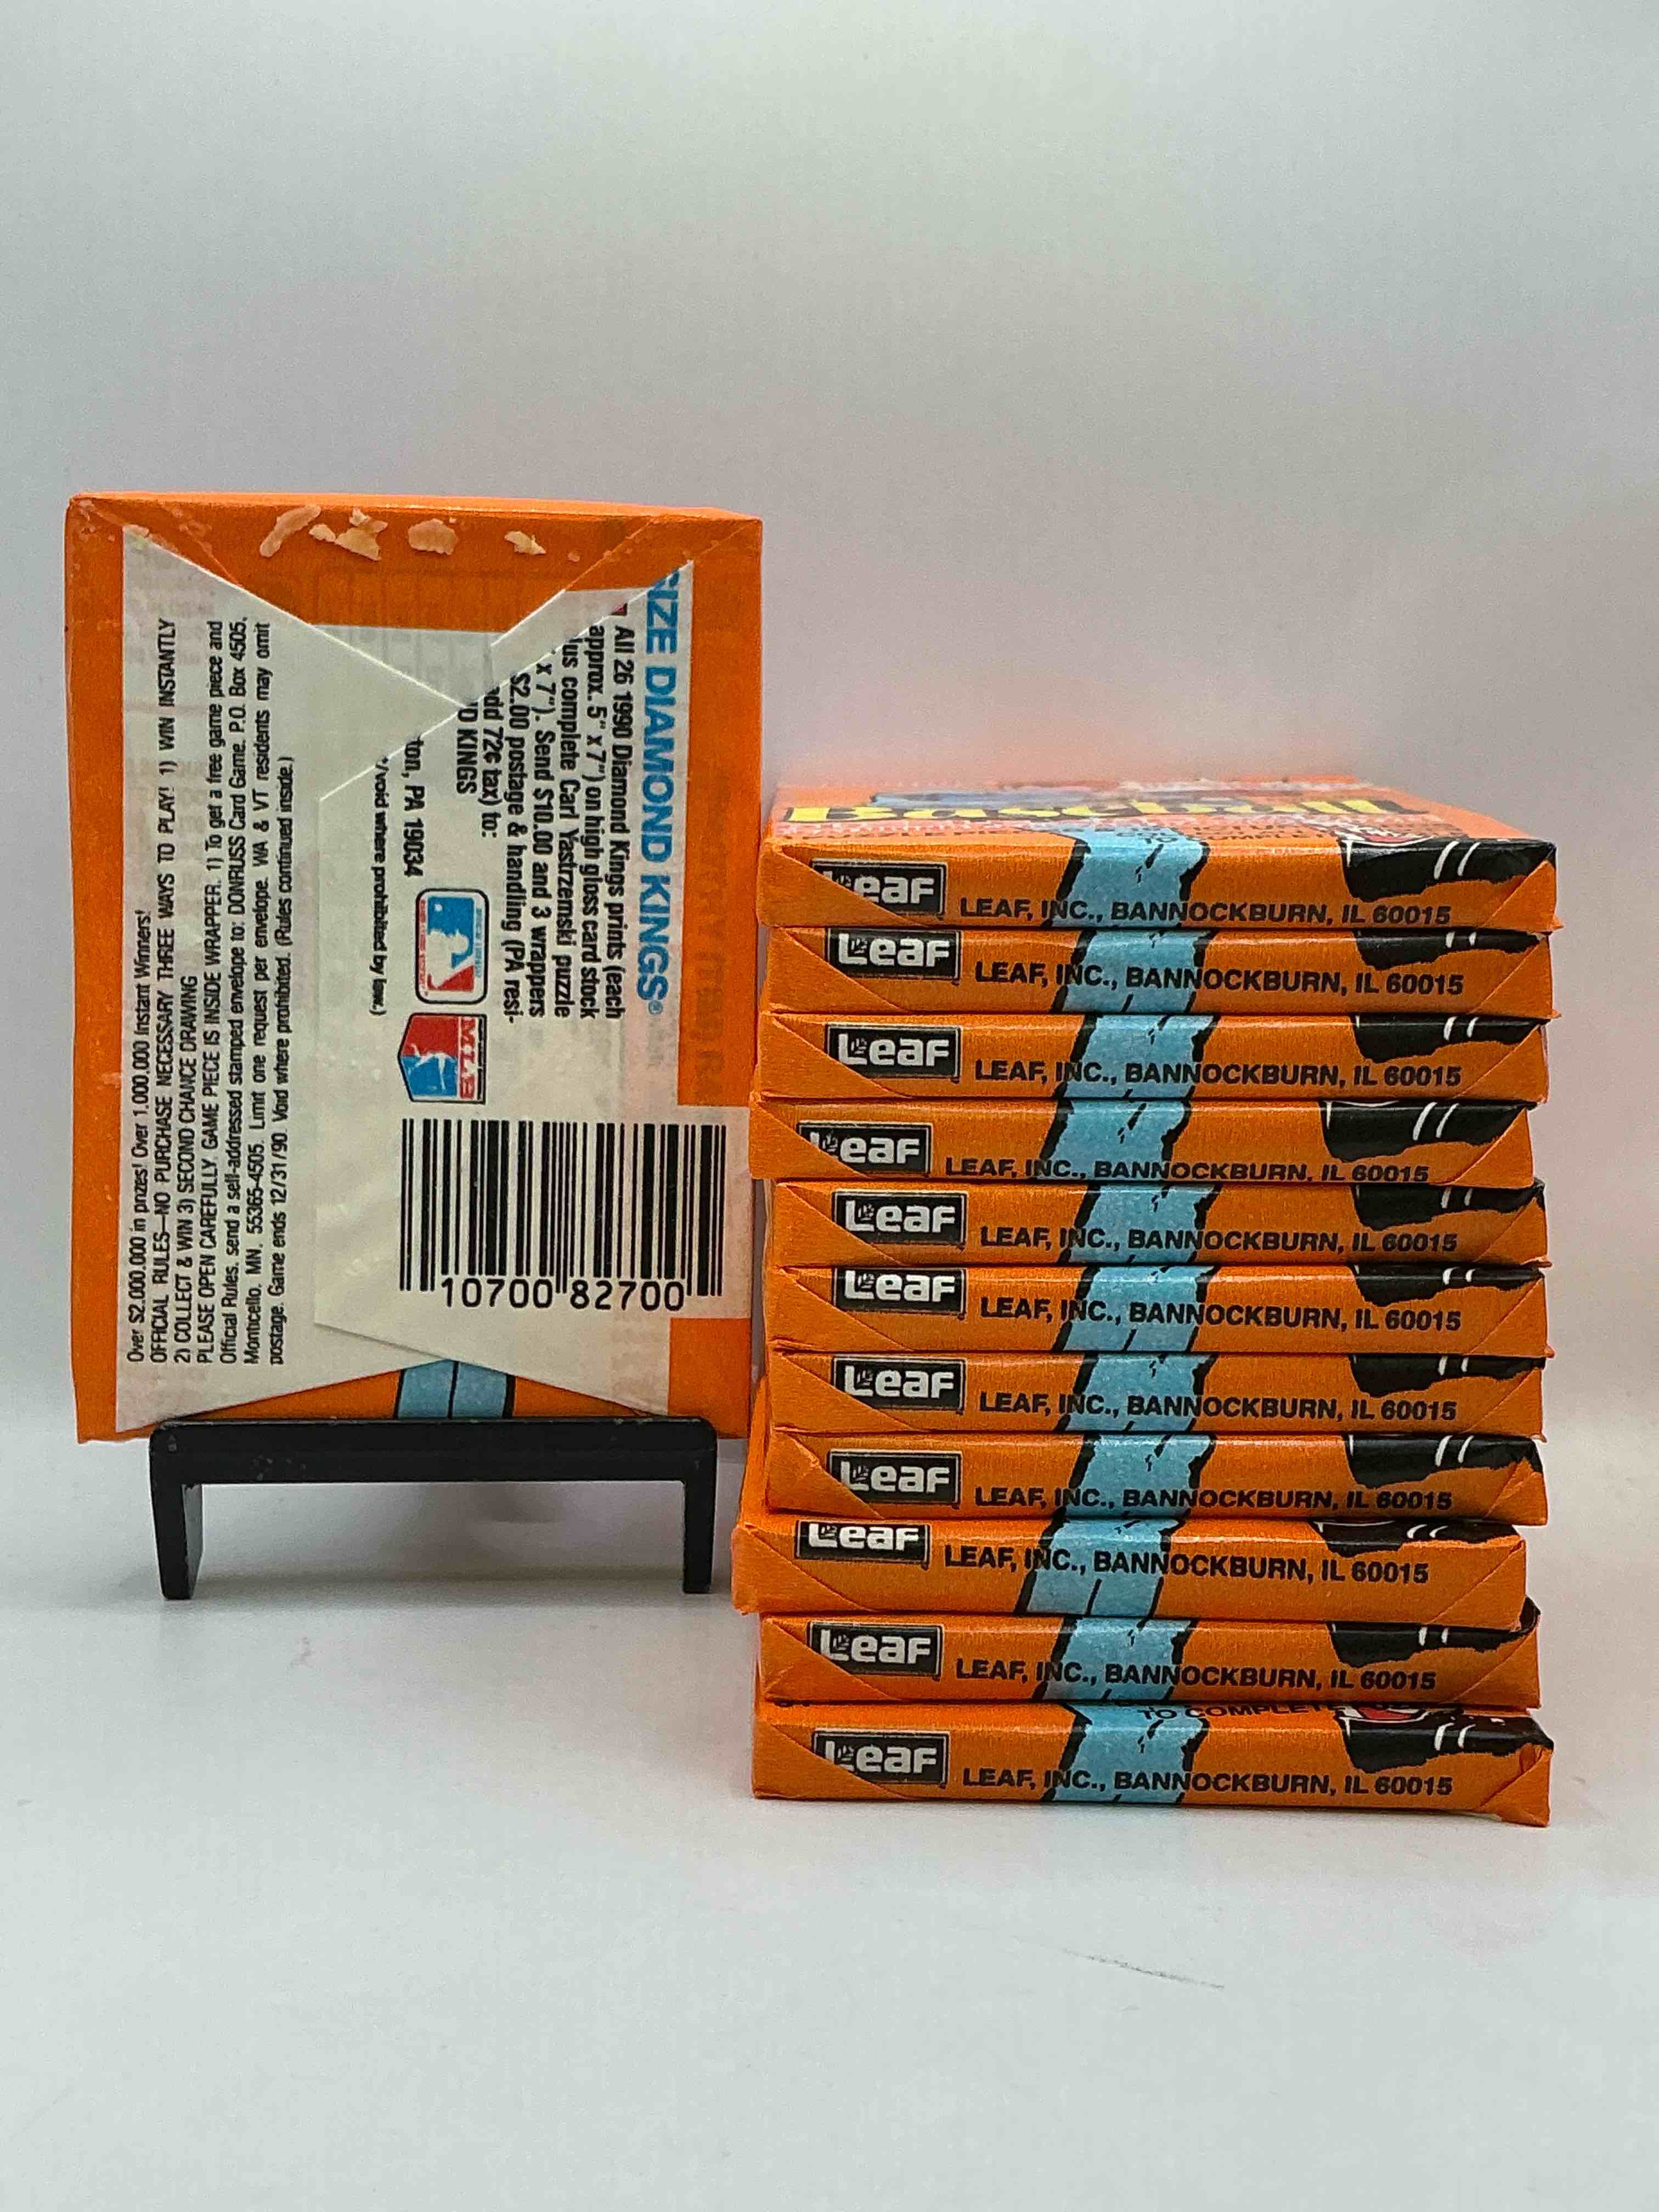 Over $2,000,000 in prizes! Over 1,000,000 Instant Winners!
OFFICIAL RULES—NO PURCHASE NECESSARY THREE WAYS TO PLAY! 1) WIN INSTANTLY
2) COLLECT & WIN 3) SECOND CHANCE DRAWING
PLEASE OPEN CAREFULLY. GAME PIECE IS INSIDE WRAPPER. 1) To get a free game piece and
Official Rules, send a self-addressed stamped envelope to: DONRUSS Card Game. P.O. Box 4505,
Monticello, MN, 55365-4505. Limit one request per envelope. WA & VT residents may omit
postage. Game ends 12/31/90. Void where prohibited. (Rules continued inside.)
SIZE DIAMOND KINGS®
All 26 1990 Diamond Kings prints (each
approx. 5" x 7") on high gloss card stock
lus complete Carl Yastrzemski puzzle
x 7"). Send $10.00 and 3 wrappers
$2.00 postage & handling (PA resi-
add 72¢ tax) to:
D KINGS
ton, PA 19034
void where prohibited by law.)
MLB
10700 82700
Baseball
Leaf
LEAF, INC., BANNOCKBURN, IL 60015
Leaf
LEAF, INC., BANNOCKBURN, IL 60015
Leaf
LEAF, INC., BANNOCKBURN, IL 60015
Leaf
LEAF, INC., BANNOCKBURN, IL 60015
Leaf
LEAF, INC., BANNOCKBURN, IL 60015
Leaf
LEAF, INC., BANNOCKBURN, IL 60015
Leaf
LEAF, INC., BANNOCKBURN, IL 60015
Leaf
LEAF, INC., BANNOCKBURN, IL 60015
Leaf
LEAF, INC., BANNOCKBURN, IL 60015
Leaf
LEAF, INC., BANNOCKBURN, IL 60015
TO COMPLET
Leaf
LEAF, INC., BANNOCKBURN, IL 60015